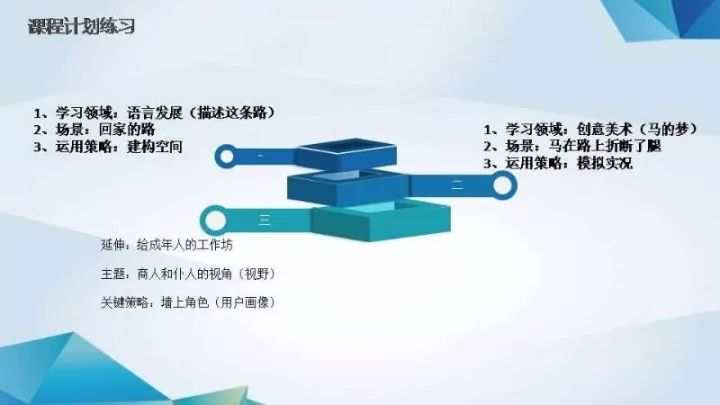 课程计划练习
1、学习领域：语言发展（描述这条路）
2、场景：回家的路
3、运用策略：建构空间
1、学习领域：创意美术（马的梦）
2、场景：马在路上折断了腿
3、运用策略：模拟实况
一
二
三
延伸：给成年人的工作坊
主题：商人和仆人的视角（视野）
关键策略：墙上角色（用户画像）